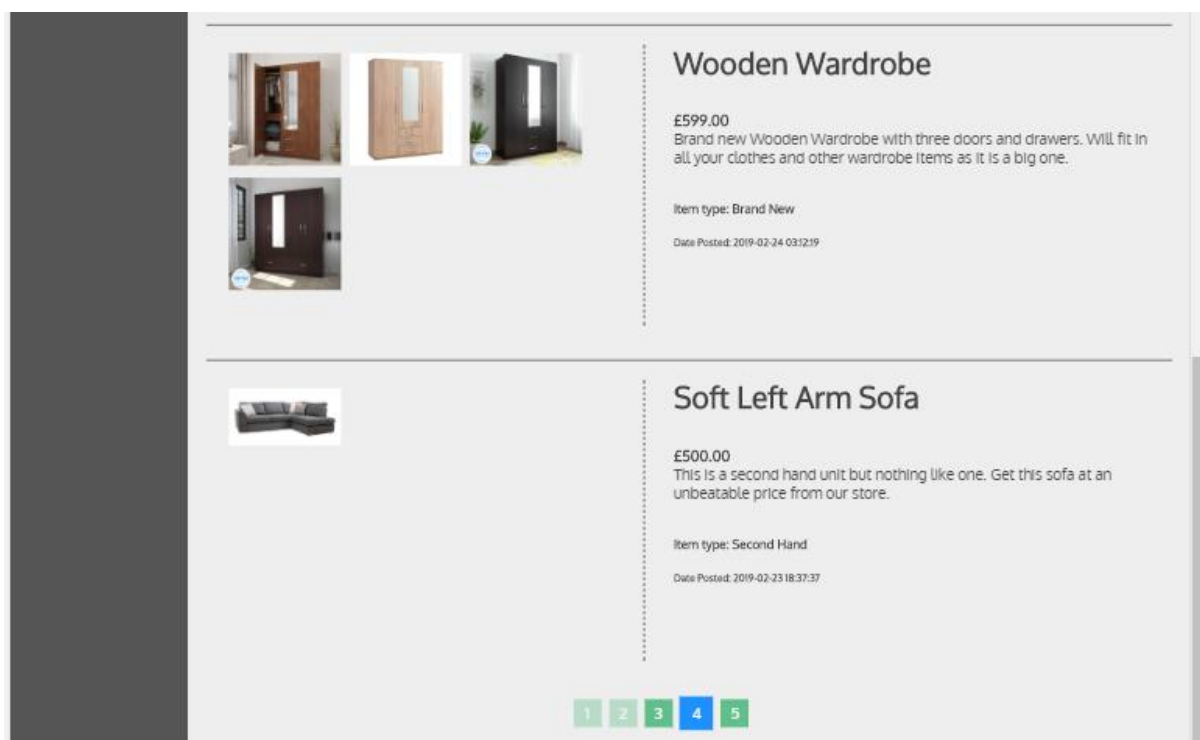 Wooden Wardrobe
£599.00
Brand new Wooden Wardrobe with three doors and drawers. Will fit in
all your clothes and other wardrobe items as it is a big one.
Item type: Brand New
Date Posted: 2019-02-24 03:12:19
Soft Left Arm Sofa
£500.00
This is a second hand unit but nothing like one. Get this sofa at an
unbeatable price from our store.
Item type: Second Hand
Date Posted: 2019-02-23 18:37:37
1 2 3 4 5